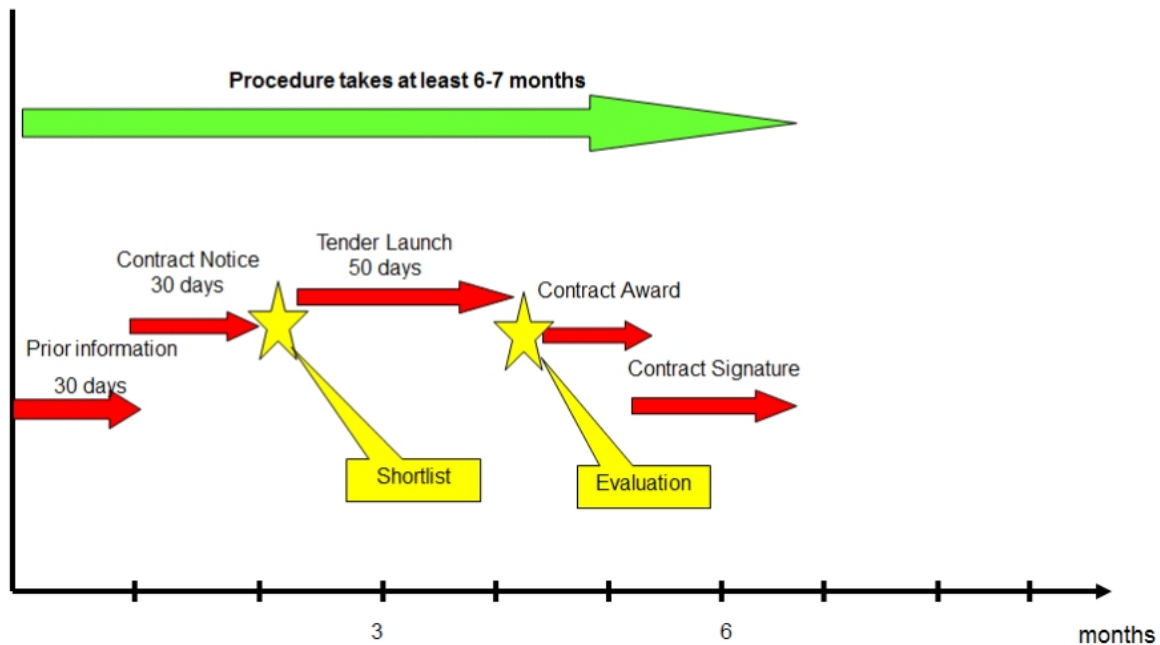 Procedure takes at least 6-7 months
Tender Launch
50 days
Contract Notice
30 days
Contract Award
Prior information
30 days
Contract Signature
Shortlist
Evaluation
3
6
months